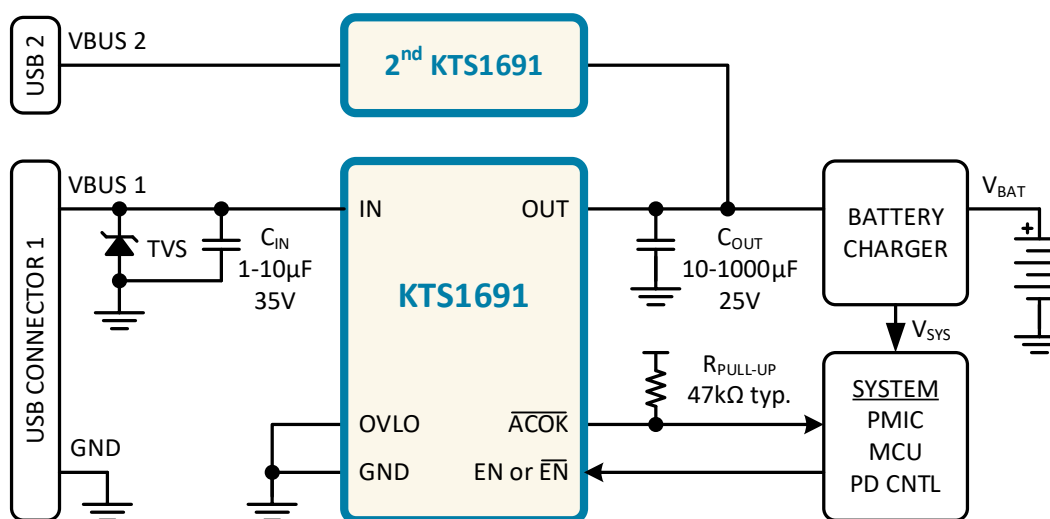 USB 2
VBUS 2
2nd KTS1691
USB CONNECTOR 1
VBUS 1
TVS
CIN
1-10µF
35V
GND
IN
OUT
KTS1691
OVLO
ACOK
GND
EN or EN
COUT
10-1000µF
25V
RPULL-UP
47kΩ typ.
BATTERY
CHARGER
VBAT
+
VSYS
SYSTEM
PMIC
MCU
PD CNTL